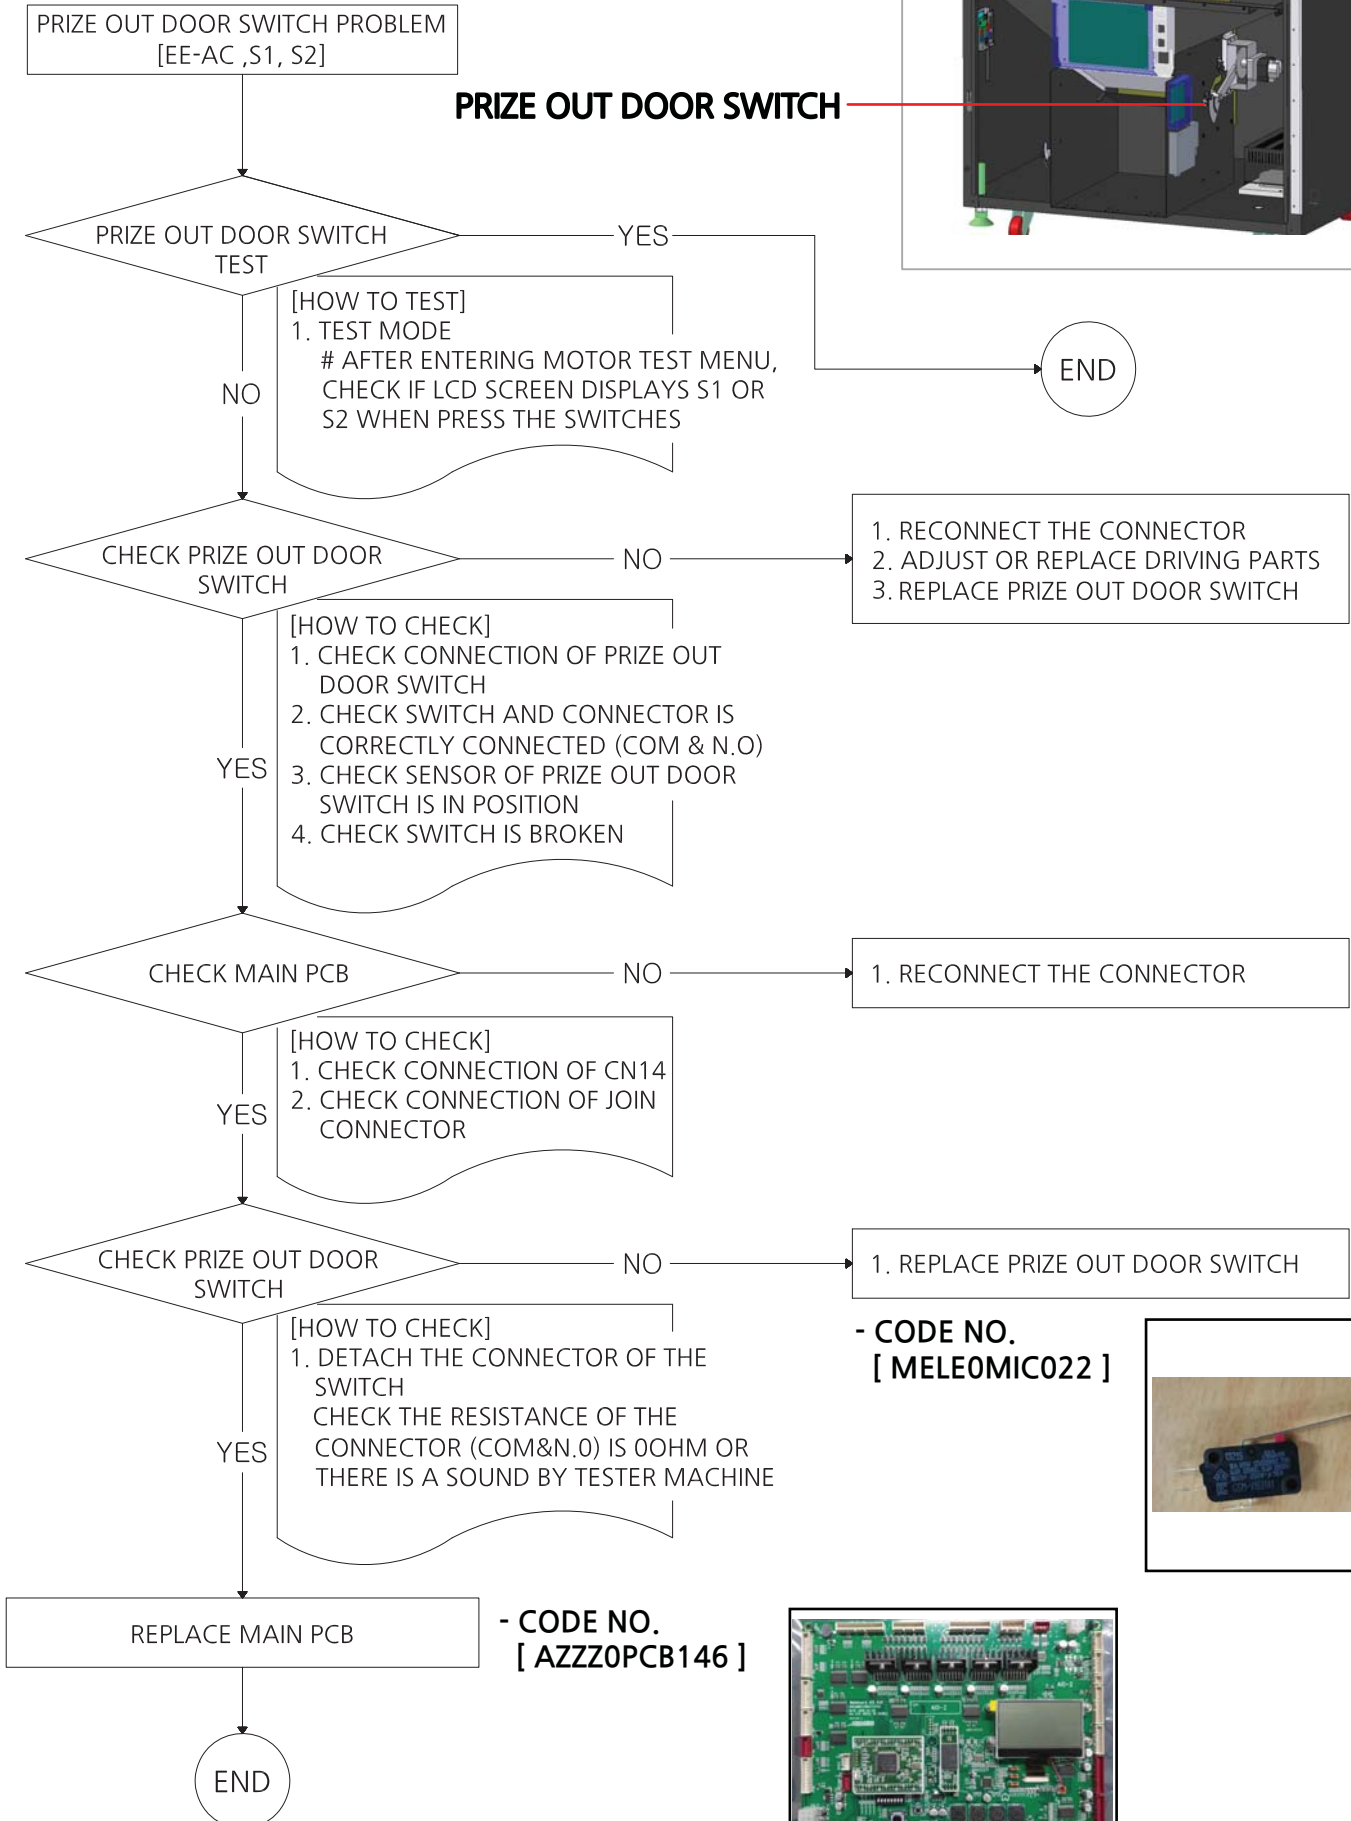 PRIZE OUT DOOR SWITCH PROBLEM
[EE-AC ,S1, S2]
PRIZE OUT DOOR SWITCH
PRIZE OUT DOOR SWITCH
TEST
YES
[HOW TO TEST]
1. TEST MODE
# AFTER ENTERING MOTOR TEST MENU,
CHECK IF LCD SCREEN DISPLAYS S1 OR
S2 WHEN PRESS THE SWITCHES
END
NO
CHECK PRIZE OUT DOOR
SWITCH
NO
1. RECONNECT THE CONNECTOR
2. ADJUST OR REPLACE DRIVING PARTS
3. REPLACE PRIZE OUT DOOR SWITCH
[HOW TO CHECK]
1. CHECK CONNECTION OF PRIZE OUT
DOOR SWITCH
2. CHECK SWITCH AND CONNECTOR IS
CORRECTLY CONNECTED (COM & N.O)
3. CHECK SENSOR OF PRIZE OUT DOOR
SWITCH IS IN POSITION
4. CHECK SWITCH IS BROKEN
YES
CHECK MAIN PCB
NO
1. RECONNECT THE CONNECTOR
[HOW TO CHECK]
1. CHECK CONNECTION OF CN14
2. CHECK CONNECTION OF JOIN
CONNECTOR
YES
CHECK PRIZE OUT DOOR
SWITCH
NO
1. REPLACE PRIZE OUT DOOR SWITCH
- CODE NO.
[ MELE0MIC022 ]
[HOW TO CHECK]
1. DETACH THE CONNECTOR OF THE
SWITCH
CHECK THE RESISTANCE OF THE
CONNECTOR (COM&N.0) IS 0OHM OR
THERE IS A SOUND BY TESTER MACHINE
YES
REPLACE MAIN PCB
- CODE NO.
[ AZZZ0PCB146 ]
END